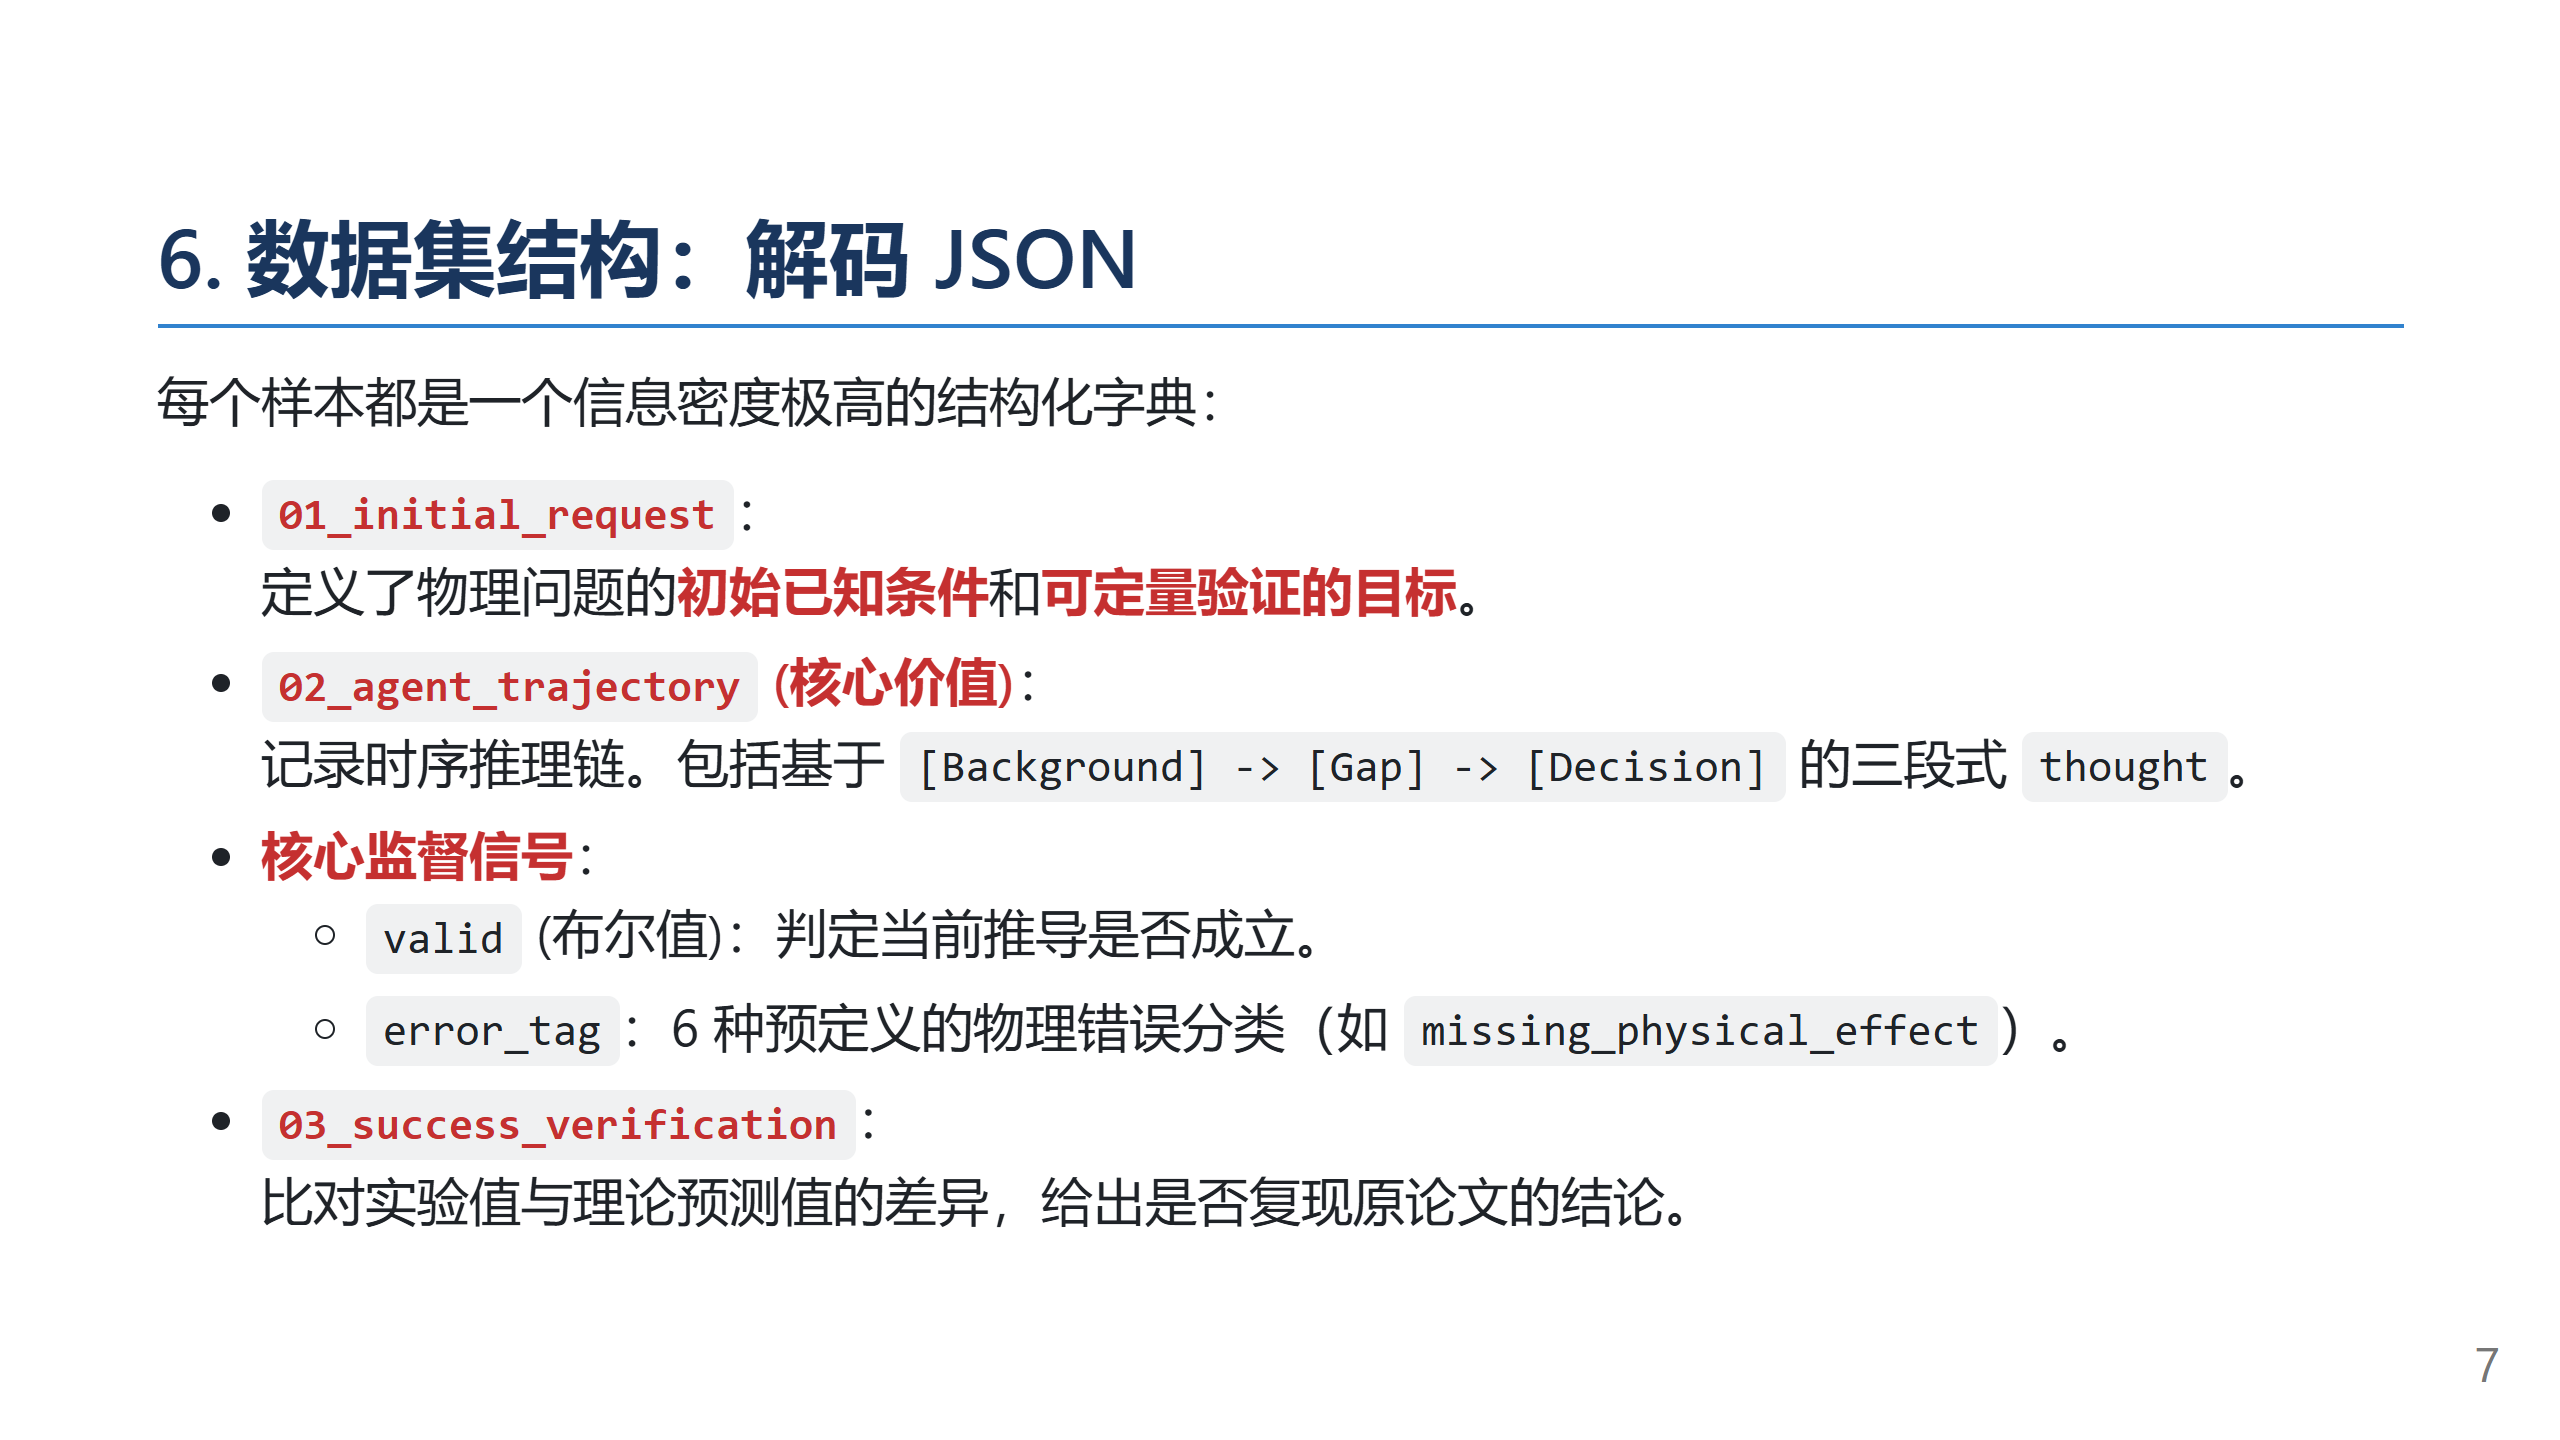 6. 数据集结构：解码 JSON
每个样本都是一个信息密度极高的结构化字典：
• 01_initial_request：
定义了物理问题的初始已知条件和可定量验证的目标。
• 02_agent_trajectory (核心价值)：
记录时序推理链。包括基于 [Background] -> [Gap] -> [Decision] 的三段式 thought。
• 核心监督信号：
○ valid (布尔值)：判定当前推导是否成立。
○ error_tag：6 种预定义的物理错误分类（如 missing_physical_effect）。
• 03_success_verification：
比对实验值与理论预测值的差异，给出是否复现原论文的结论。
7